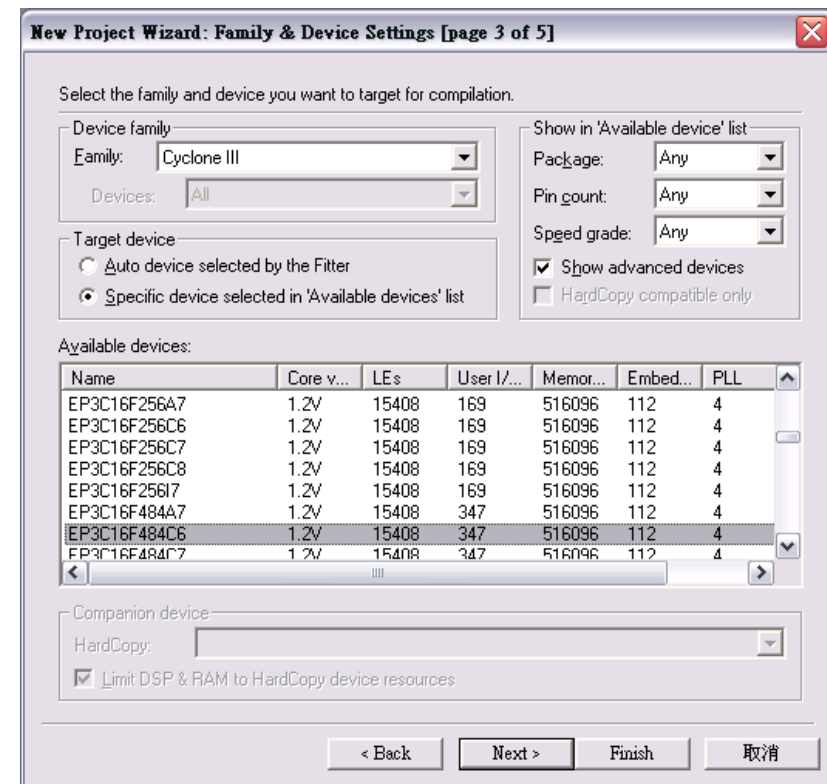 New Project Wizard: Family & Device Settings [page 3 of 5]
Select the family and device you want to target for compilation.
Device family
Family: Cyclone III
Devices: All
Target device
Auto device selected by the Fitter
Specific device selected in 'Available devices' list
Show in 'Available device' list
Package: Any
Pin count: Any
Speed grade: Any
Show advanced devices
HardCopy compatible only
Available devices:
Name Core v... LEs User I/... Memor... Embed... PLL
EP3C16F256A7 1.2V 15408 169 516096 112 4
EP3C16F256C6 1.2V 15408 169 516096 112 4
EP3C16F256C7 1.2V 15408 169 516096 112 4
EP3C16F256C8 1.2V 15408 169 516096 112 4
EP3C16F256I7 1.2V 15408 169 516096 112 4
EP3C16F484A7 1.2V 15408 347 516096 112 4
EP3C16F484C6 1.2V 15408 347 516096 112 4
EP3C16F484C7 1.2V 15408 347 516096 112 4
Companion device
HardCopy:
Limit DSP & RAM to HardCopy device resources
< Back Next > Finish 取消